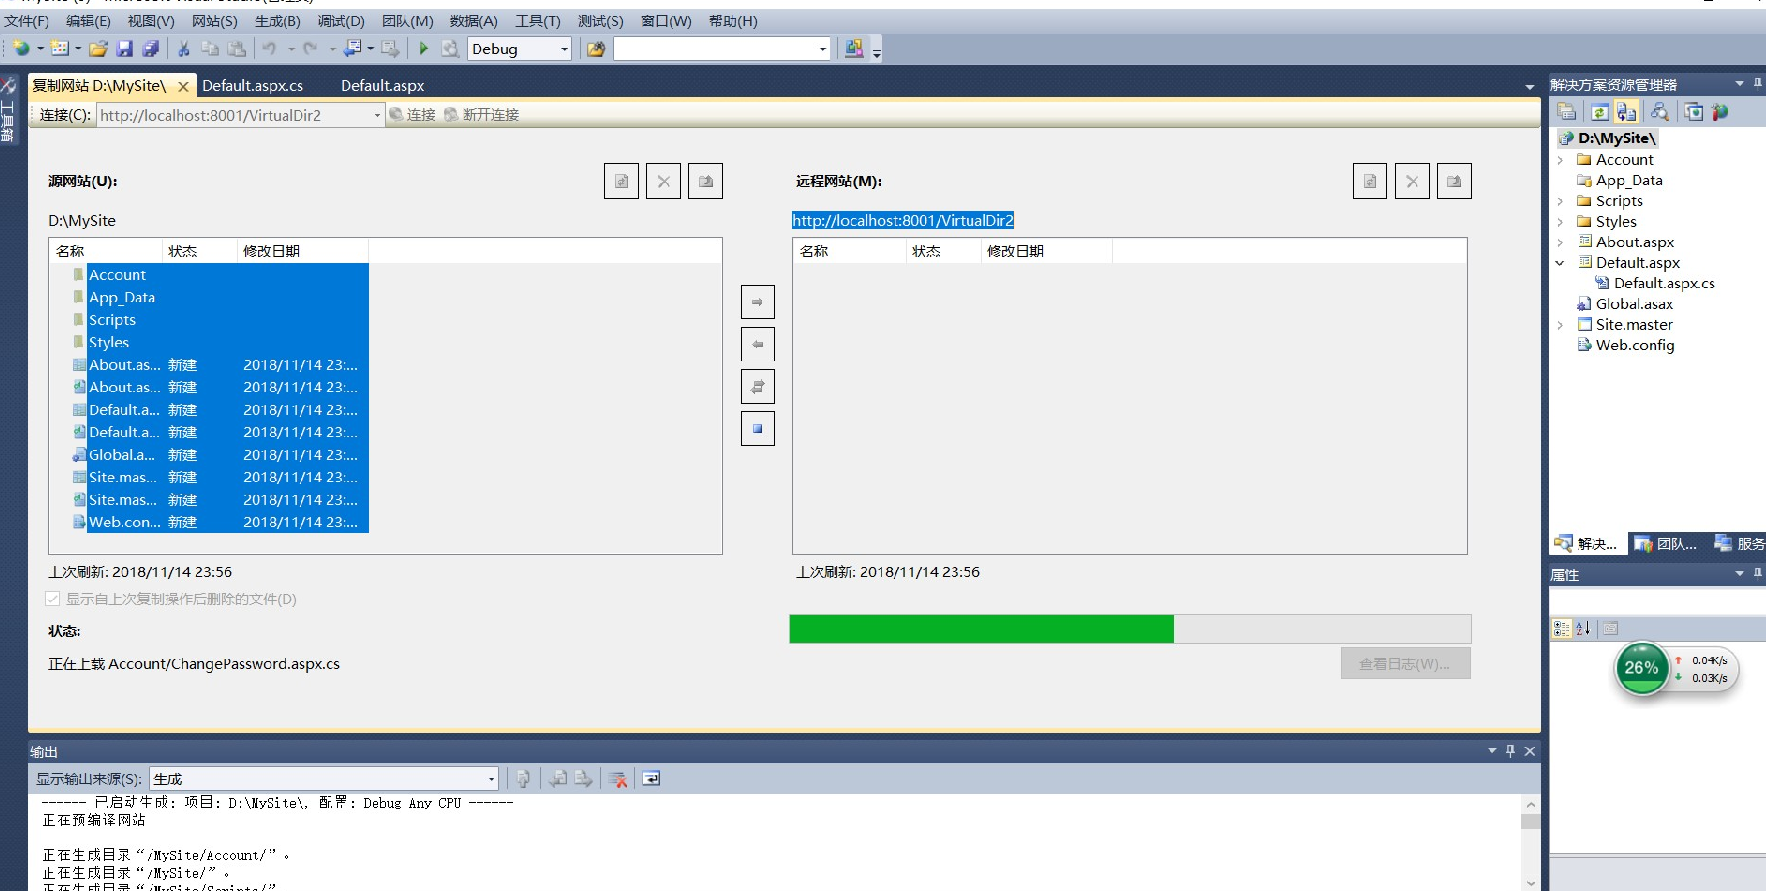 文件(F) 编辑(E) 视图(V) 网站(S) 生成(B) 调试(D) 团队(M) 数据(A) 工具(T) 测试(S) 窗口(W) 帮助(H)
Debug
工具箱
复制网站 D:\MySite\ Default.aspx.cs Default.aspx
连接(C): http://localhost:8001/VirtualDir2 连接 断开连接
源网站(U):
D:\MySite
名称 状态 修改日期
Account
App_Data
Scripts
Styles
About.as... 新建 2018/11/14 23:...
About.as... 新建 2018/11/14 23:...
Default.a... 新建 2018/11/14 23:...
Default.a... 新建 2018/11/14 23:...
Global.a... 新建 2018/11/14 23:...
Site.mas... 新建 2018/11/14 23:...
Site.mas... 新建 2018/11/14 23:...
Web.con... 新建 2018/11/14 23:...
上次刷新: 2018/11/14 23:56
显示自上次复制操作后删除的文件(D)
状态:
正在上载 Account/ChangePassword.aspx.cs
远程网站(M):
http://localhost:8001/VirtualDir2
名称 状态 修改日期
上次刷新: 2018/11/14 23:56
查看日志(W)...
输出
显示输出来源(S): 生成
------ 已启动生成: 项目: D:\MySite\, 配置: Debug Any CPU ------
正在预编译网站
正在生成目录“/MySite/Account/”。
正在生成目录“/MySite/”。
正在生成目录“/MySite/Scripts/”
解决方案资源管理器
D:\MySite\
Account
App_Data
Scripts
Styles
About.aspx
Default.aspx
Default.aspx.cs
Global.asax
Site.master
Web.config
解决... 团队... 服务
属性
26% 0.04K/s
0.03K/s